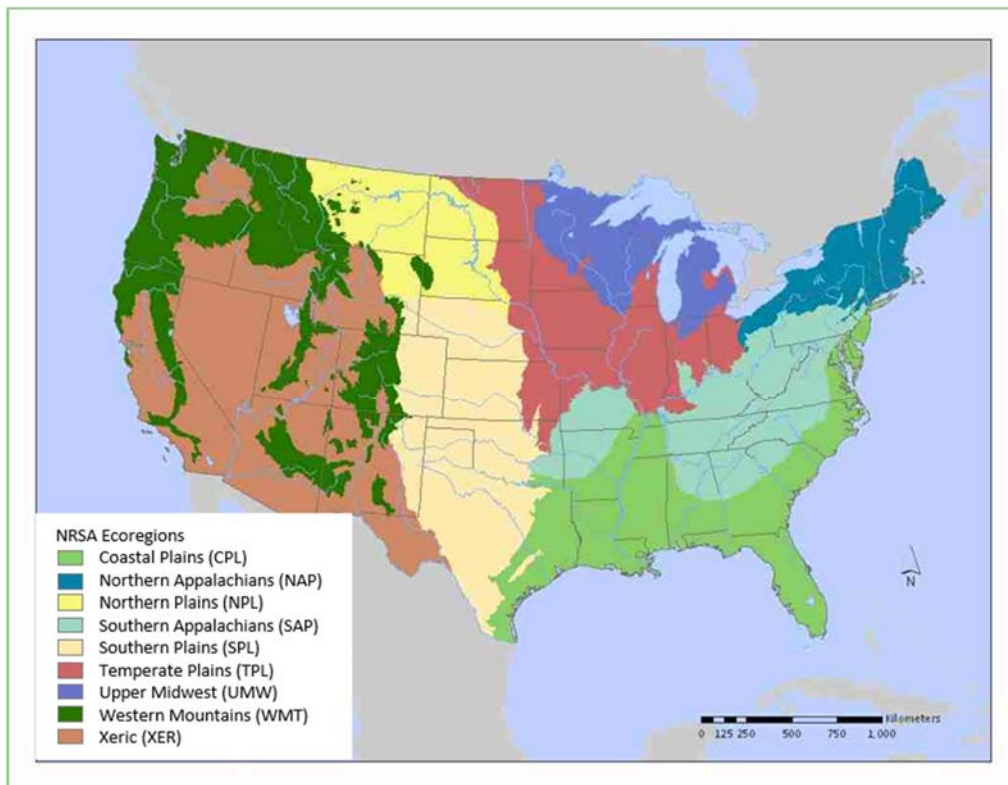 NRSA Ecoregions
Coastal Plains (CPL)
Northern Appalachians (NAP)
Northern Plains (NPL)
Southern Appalachians (SAP)
Southern Plains (SPL)
Temperate Plains (TPL)
Upper Midwest (UMW)
Western Mountains (WMT)
Xeric (XER)
N
Kilometers
0 125 250 500 750 1,000